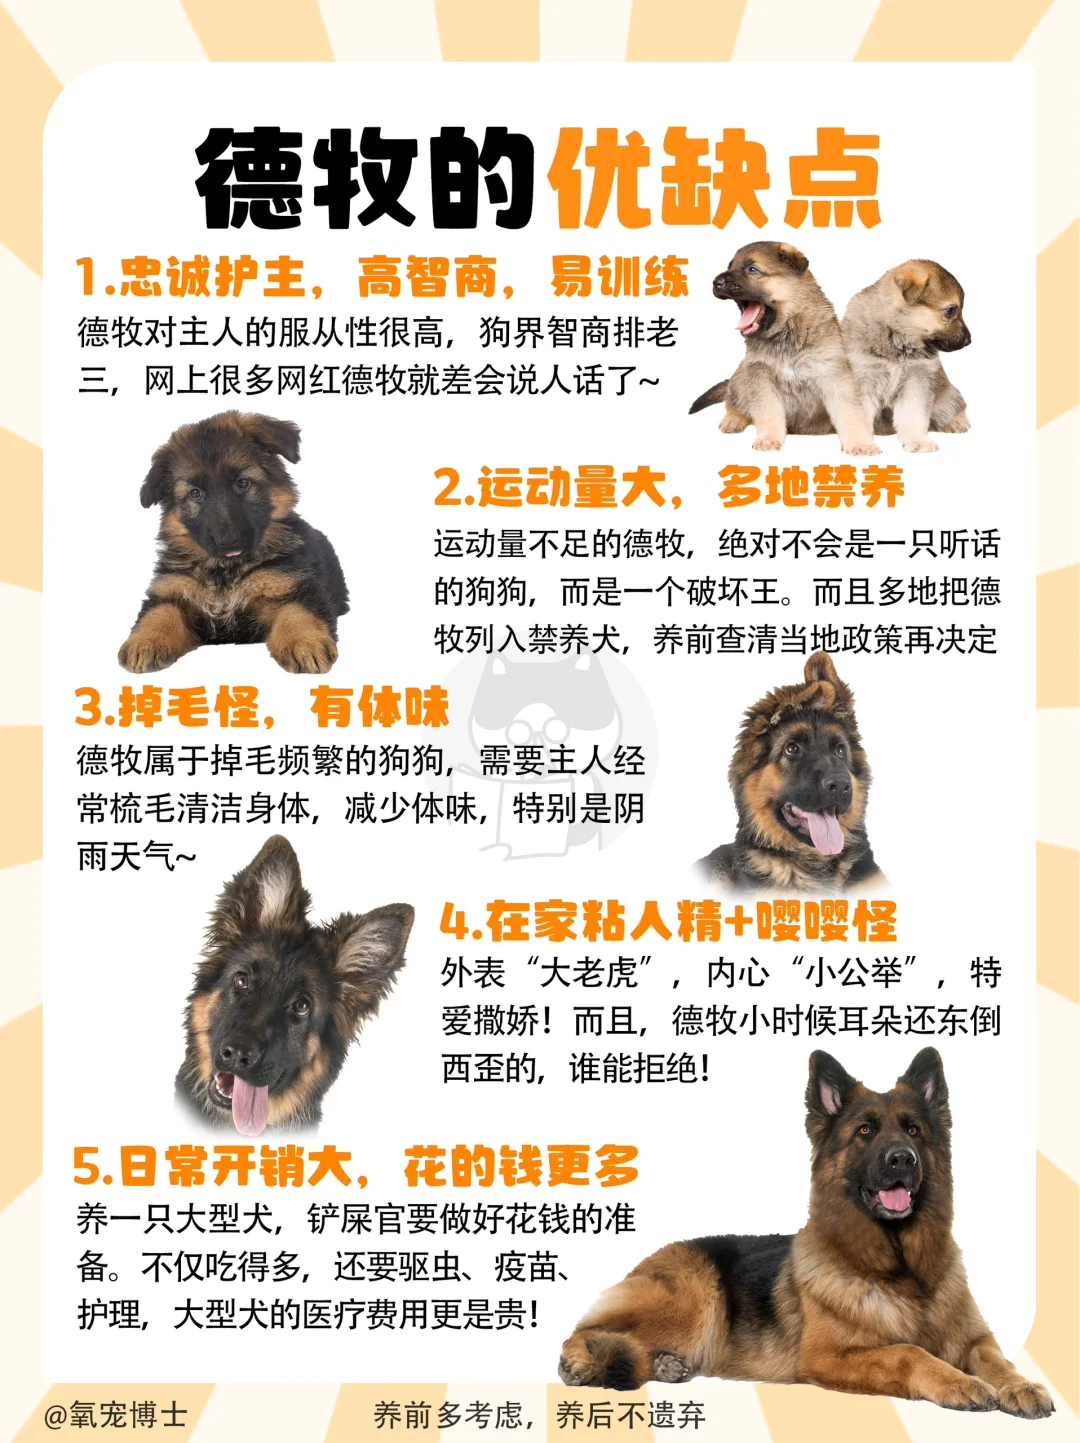 德牧的优缺点
1.忠诚护主，高智商，易训练
德牧对主人的服从性很高，狗界智商排老
三，网上很多网红德牧就差会说人话了~
2.运动量大，多地禁养
运动量不足的德牧，绝对不会是一只听话
的狗狗，而是一个破坏王。而且多地把德
牧列入禁养犬，养前查清当地政策再决定
3.掉毛怪，有体味
德牧属于掉毛频繁的狗狗，需要主人经
常梳毛清洁身体，减少体味，特别是阴
雨天气~
4.在家粘人精+嘤嘤怪
外表“大老虎”，内心“小公举”，特
爱撒娇！而且，德牧小时候耳朵还东倒
西歪的，谁能拒绝！
5.日常开销大，花的钱更多
养一只大型犬，铲屎官要做好花钱的准
备。不仅吃得多，还要驱虫、疫苗、
护理，大型犬的医疗费用更是贵！
@氧宠博士
养前多考虑，养后不遗弃